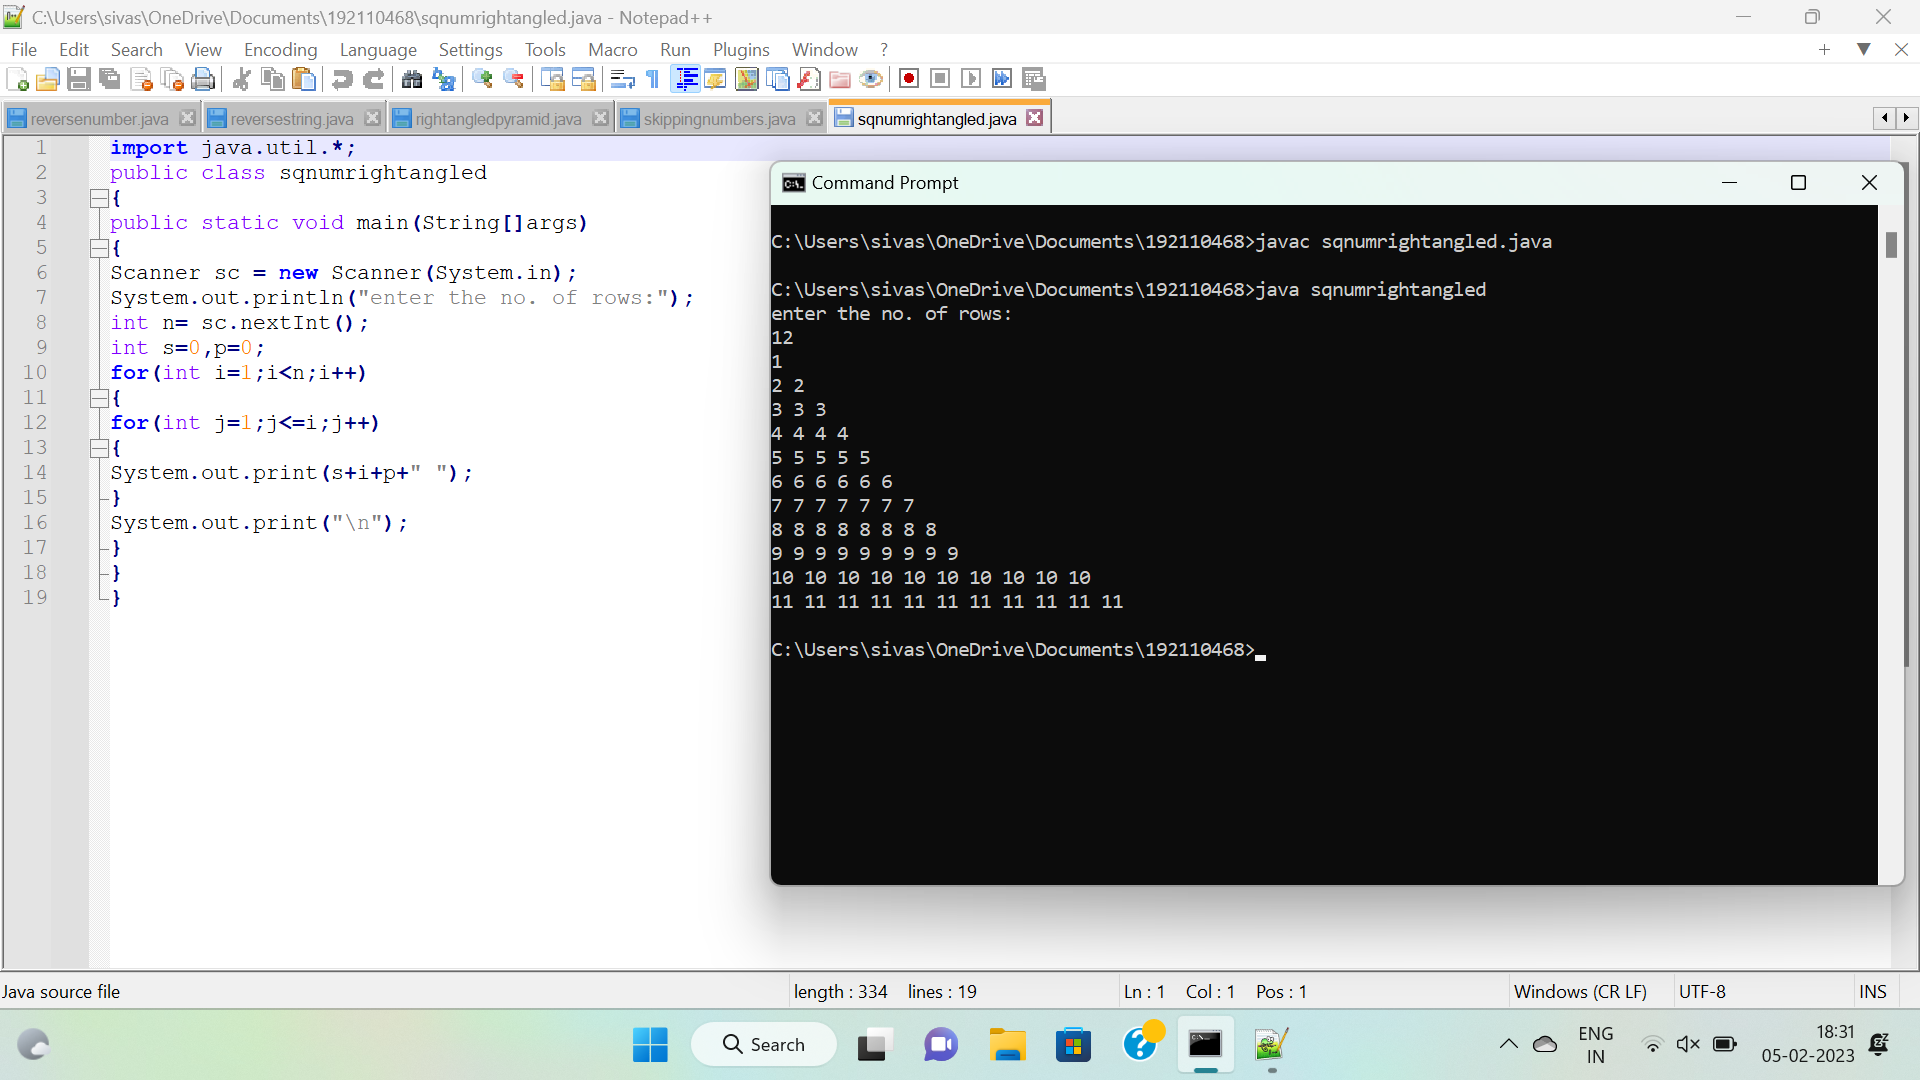 C:\Users\sivas\OneDrive\Documents\192110468\sqnumrightangled.java - Notepad++
File Edit Search View Encoding Language Settings Tools Macro Run Plugins Window ?
reversenumber.java reversestring.java rightangledpyramid.java skippingnumbers.java sqnumrightangled.java
1 import java.util.*;
2 public class sqnumrightangled
3 {
4 public static void main(String[]args)
5 {
6 Scanner sc = new Scanner(System.in);
7 System.out.println("enter the no. of rows:");
8 int n= sc.nextInt();
9 int s=0,p=0;
10 for(int i=1;i<n;i++)
11 {
12 for(int j=1;j<=i;j++)
13 {
14 System.out.print(s+i+p+" ");
15 }
16 System.out.print("\n");
17 }
18 }
19 }
Command Prompt
C:\Users\sivas\OneDrive\Documents\192110468>javac sqnumrightangled.java
C:\Users\sivas\OneDrive\Documents\192110468>java sqnumrightangled
enter the no. of rows:
12
1
2 2
3 3 3
4 4 4 4
5 5 5 5 5
6 6 6 6 6 6
7 7 7 7 7 7 7
8 8 8 8 8 8 8 8
9 9 9 9 9 9 9 9 9
10 10 10 10 10 10 10 10 10 10
11 11 11 11 11 11 11 11 11 11 11
C:\Users\sivas\OneDrive\Documents\192110468>
Java source file length : 334 lines : 19 Ln : 1 Col : 1 Pos : 1 Windows (CR LF) UTF-8 INS
Search
ENG
IN
18:31
05-02-2023